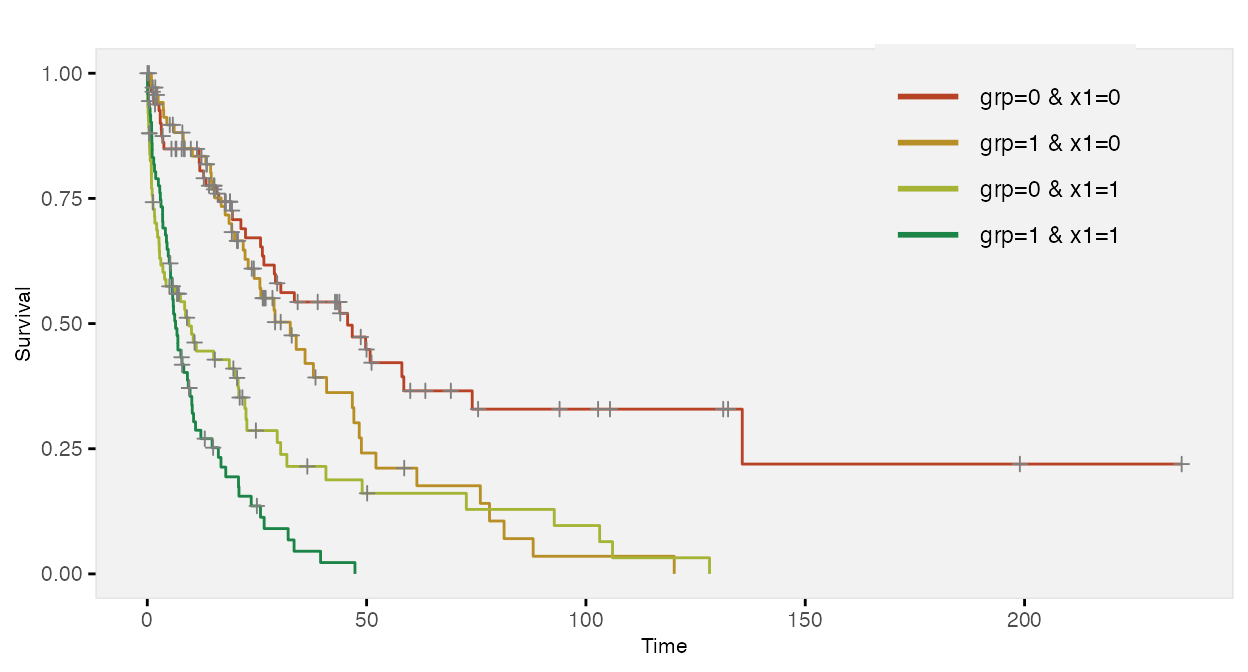 1.00
0.75
0.50
0.25
0.00
Survival
grp=0 & x1=0
grp=1 & x1=0
grp=0 & x1=1
grp=1 & x1=1
0 50 100 150 200
Time